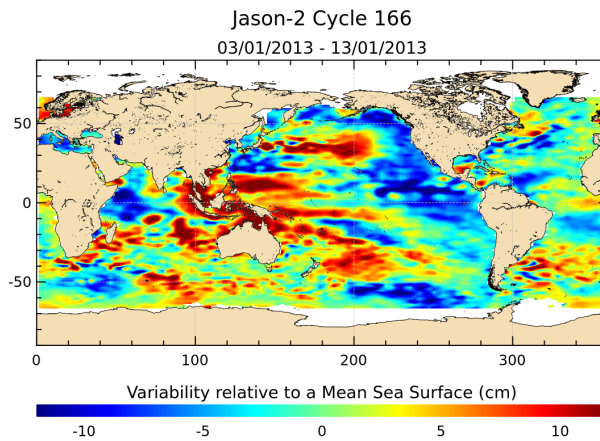 Jason-2 Cycle 166
03/01/2013 - 13/01/2013
50
0
-50
0 100 200 300
Variability relative to a Mean Sea Surface (cm)
-10 -5 0 5 10